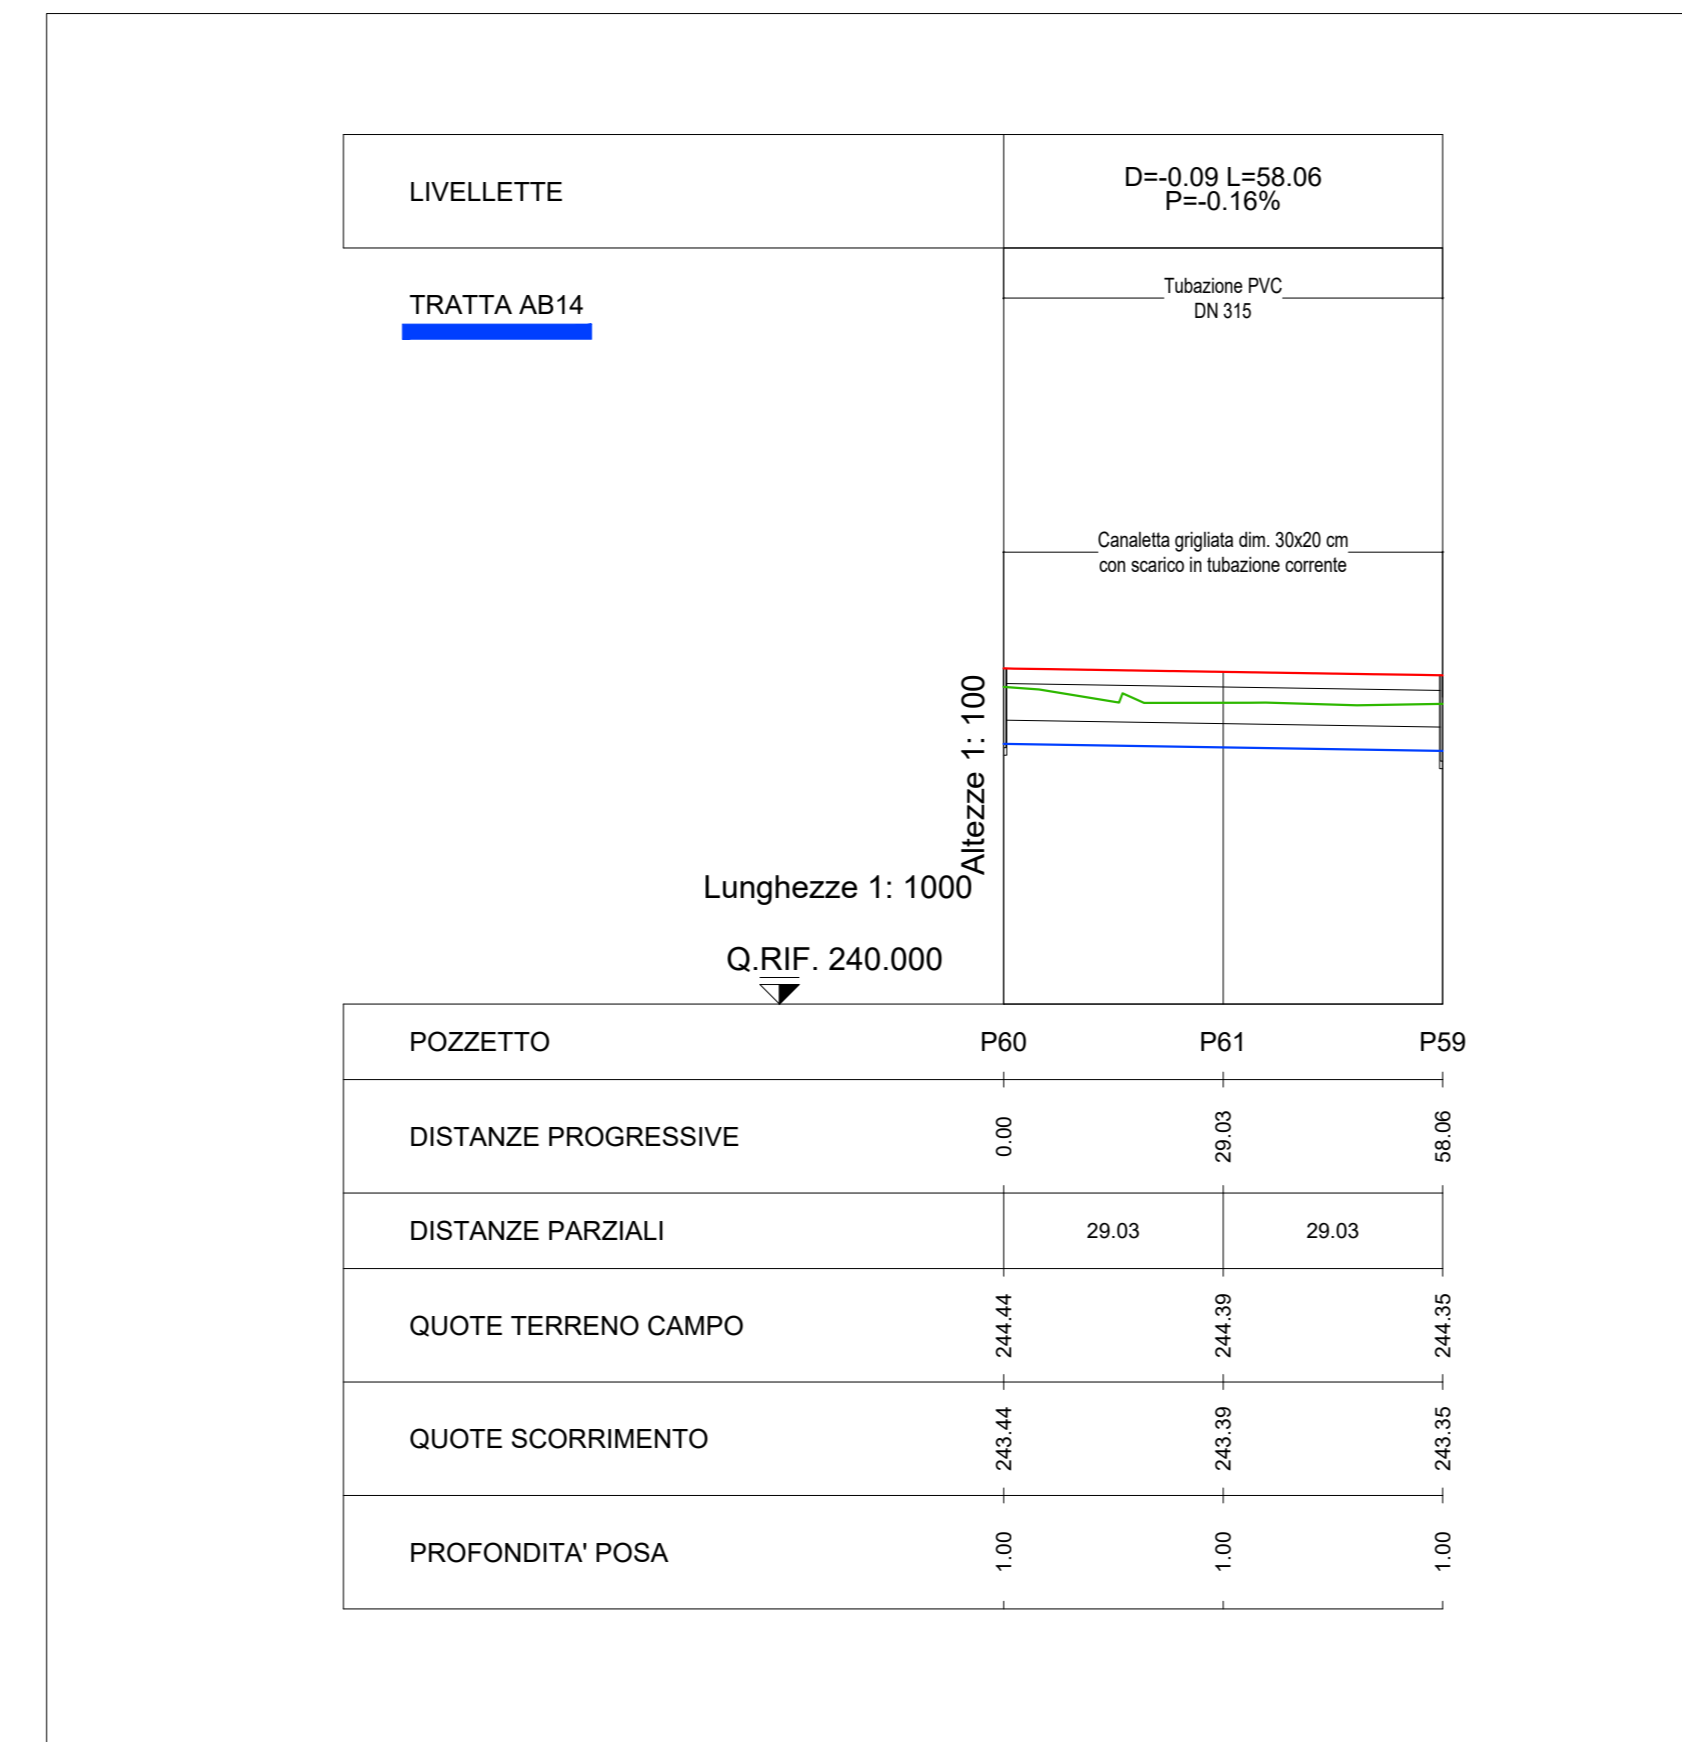 LIVELLETTE
D=-0.09 L=58.06
P=-0.16%
TRATTA AB14
Tubazione PVC
DN 315
Canaletta grigliata dim. 30x20 cm
con scarico in tubazione corrente
Altezze 1: 100
Lunghezze 1: 1000
Q.RIF. 240.000
POZZETTO P60 P61 P59
DISTANZE PROGRESSIVE 0.00 29.03 58.06
DISTANZE PARZIALI 29.03 29.03
QUOTE TERRENO CAMPO 244.44 244.39 244.35
QUOTE SCORRIMENTO 243.44 243.39 243.35
PROFONDITA' POSA 1.00 1.00 1.00